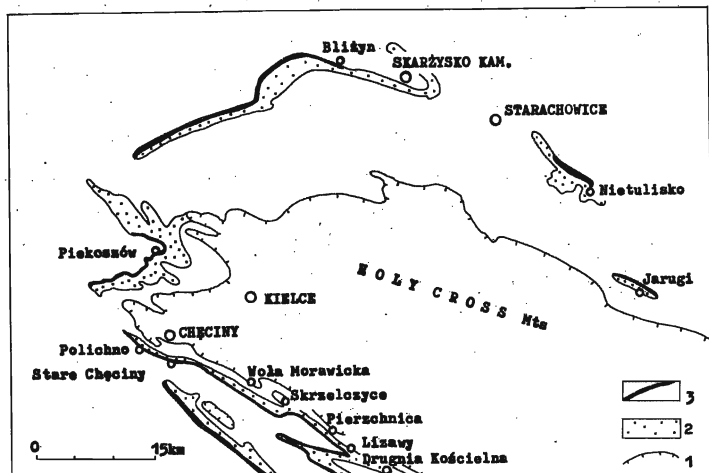 Bliżyn
SKARŻYSKO KAM.
STARACHOWICE
Nietulisko
Piekoszów
Jarugi
HOLY CROSS Mts
KIELCE
CHĘCINY
Polichno
Stare Chęciny
Wola Morawicka
Skrzelczyce
3
Pierzchnica
2
Lizawy
0 15km
Drugnia Kościelna
1